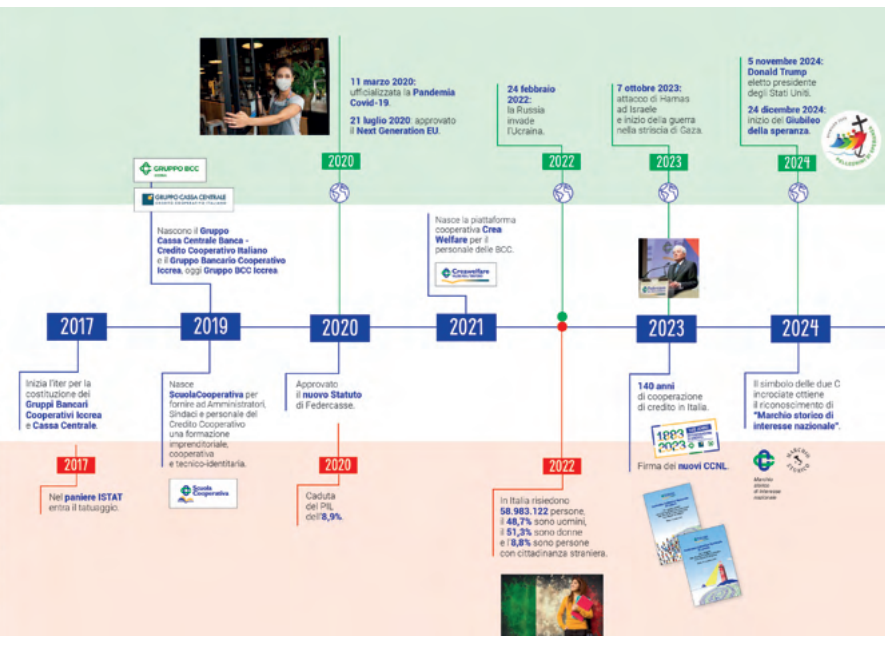 11 marzo 2020:
ufficializzata la Pandemia
Covid-19.
21 luglio 2020: approvato
il Next Generation EU.
2020
24 febbraio
2022:
la Russia
invade
l'Ucraina.
2022
7 ottobre 2023:
attacco di Hamas
ad Israele
e inizio della guerra
nella striscia di Gaza.
2023
5 novembre 2024:
Donald Trump
eletto presidente
degli Stati Uniti.
24 dicembre 2024:
inizio del Giubileo
della speranza.
2024
GRUPPO BCC
ICCREA
GRUPPO CASSA CENTRALE
CREDITO COOPERATIVO ITALIANO
Nascono il Gruppo
Cassa Centrale Banca -
Credito Cooperativo Italiano
e il Gruppo Bancario Cooperativo
Iccrea, oggi Gruppo BCC Iccrea.
Nasce la piattaforma
cooperativa Crea
Welfare per il
personale delle BCC.
Creawelfare
2017
2019
2020
2021
2023
2024
Inizia l'iter per la
costituzione dei
Gruppi Bancari
Cooperativi Iccrea
e Cassa Centrale.
Nasce
ScuolaCooperativa per
fornire ad Amministratori,
Sindaci e personale del
Credito Cooperativo
una formazione
imprenditoriale,
cooperativa
e tecnico-identitaria.
Scuola
Cooperativa
Approvato
il nuovo Statuto
di Federcasse.
140 anni
di cooperazione
di credito in Italia.
1883
2023
Firma dei nuovi CCNL.
Il simbolo delle due C
incrociate ottiene
il riconoscimento di
"Marchio storico di
interesse nazionale".
Marchio
storico
di interesse
nazionale
MARCHIO
STORICO
2017
Nel paniere ISTAT
entra il tatuaggio.
2020
Caduta
del PIL
dell'8,9%.
2022
In Italia risiedono
58.983.122 persone,
il 48,7% sono uomini,
il 51,3% sono donne
e l'8,8% sono persone
con cittadinanza straniera.